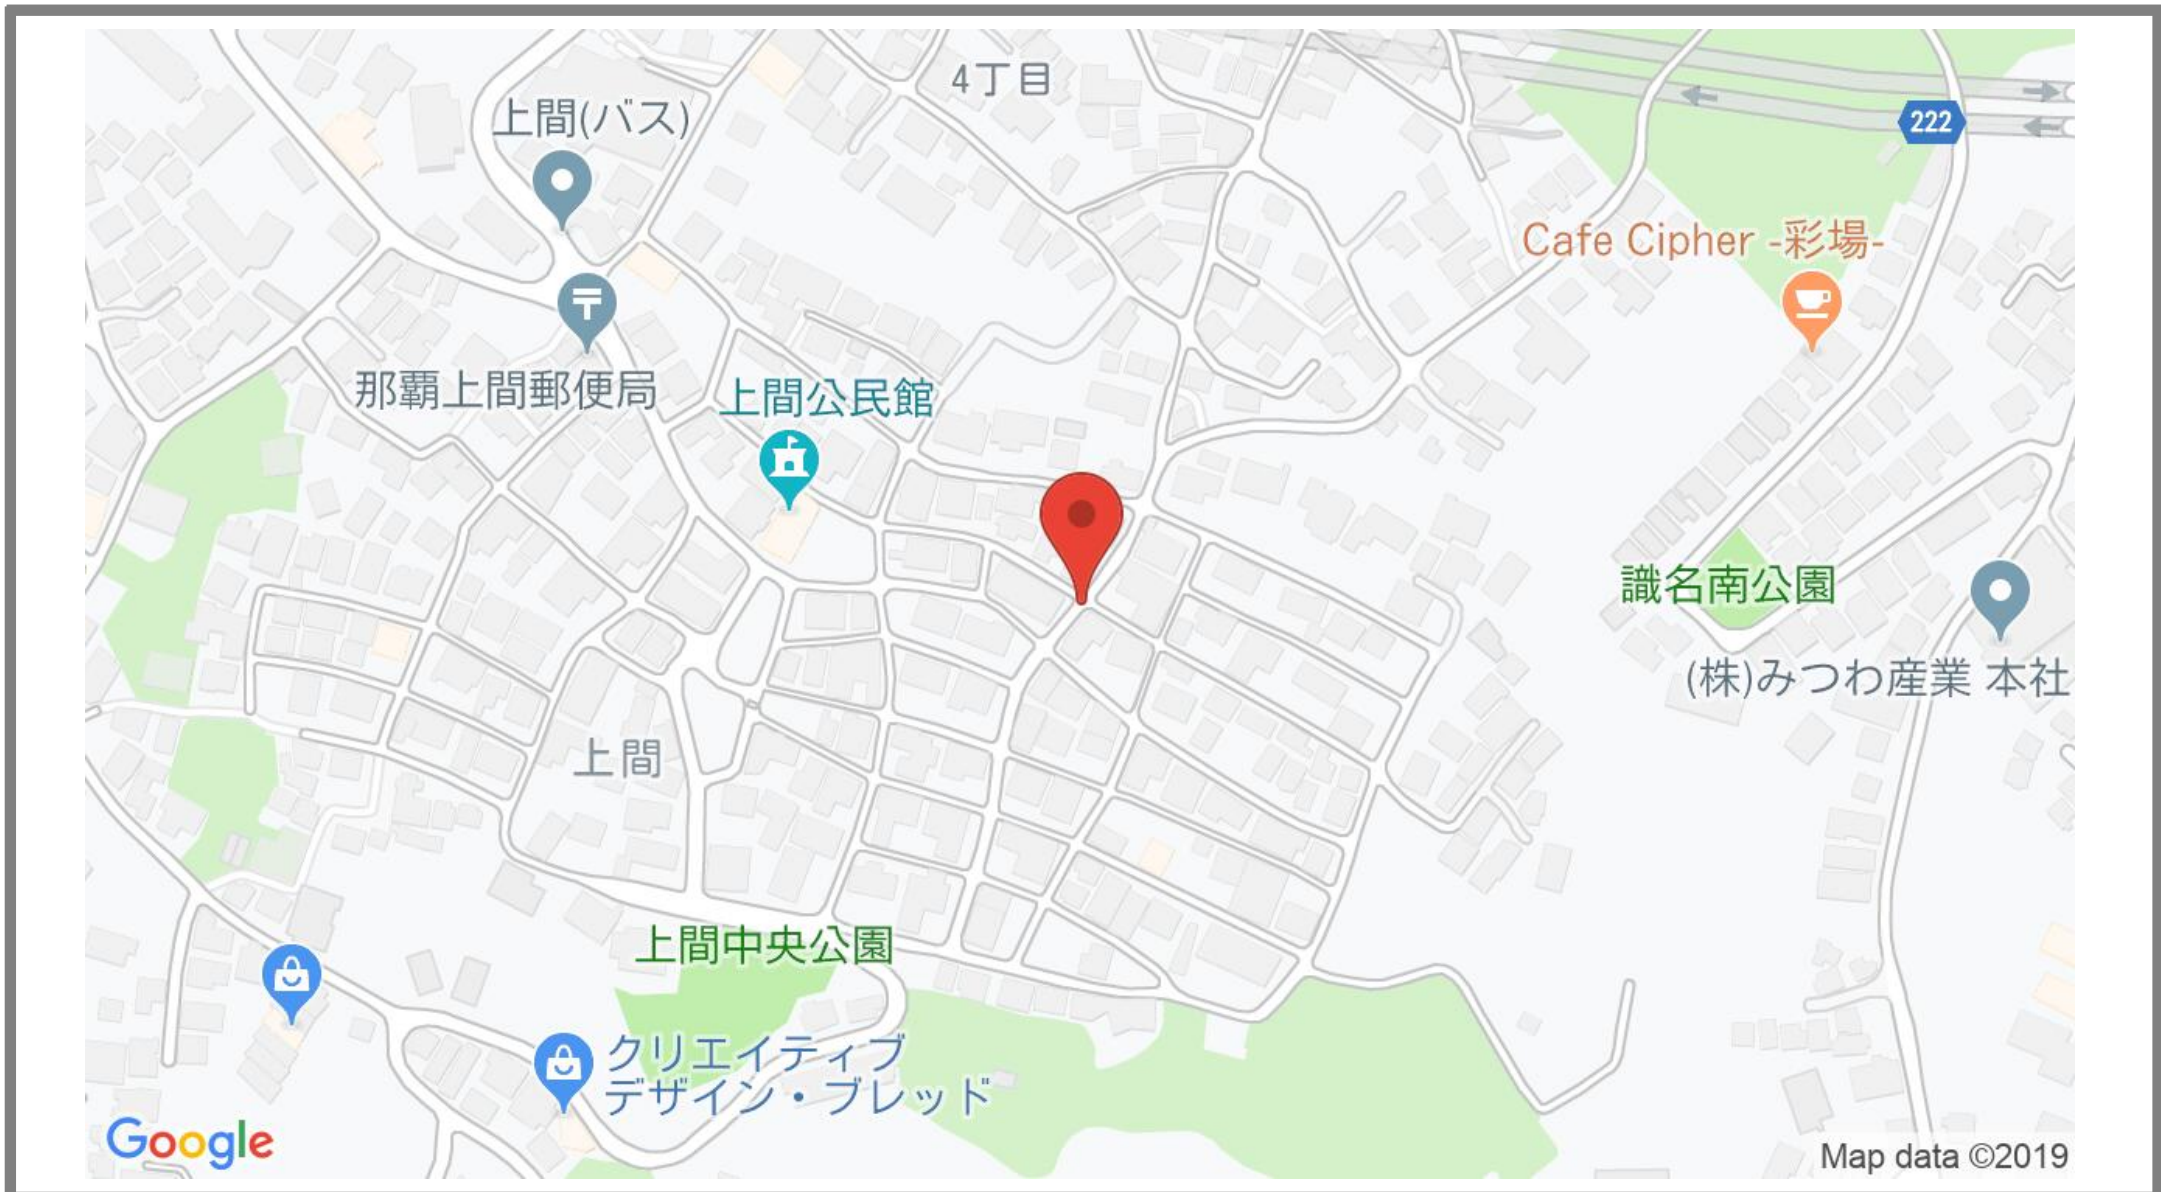 4丁目
上間(バス)
222
Cafe Cipher -彩場-
那覇上間郵便局
上間公民館
識名南公園
(株)みつわ産業 本社
上間
上間中央公園
クリエイティブ
デザイン・ブレッド
Google
Map data ©2019